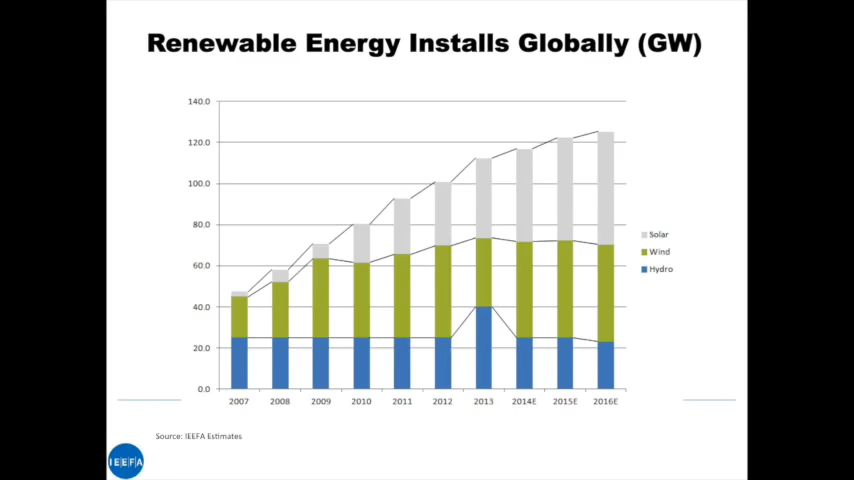 Renewable Energy Installs Globally (GW)
140.0
120.0
100.0
80.0
60.0
40.0
20.0
0.0
2007 2008 2009 2010 2011 2012 2013 2014E 2015E 2016E
Solar
Wind
Hydro
Source: IEEFA Estimates
IEEFA